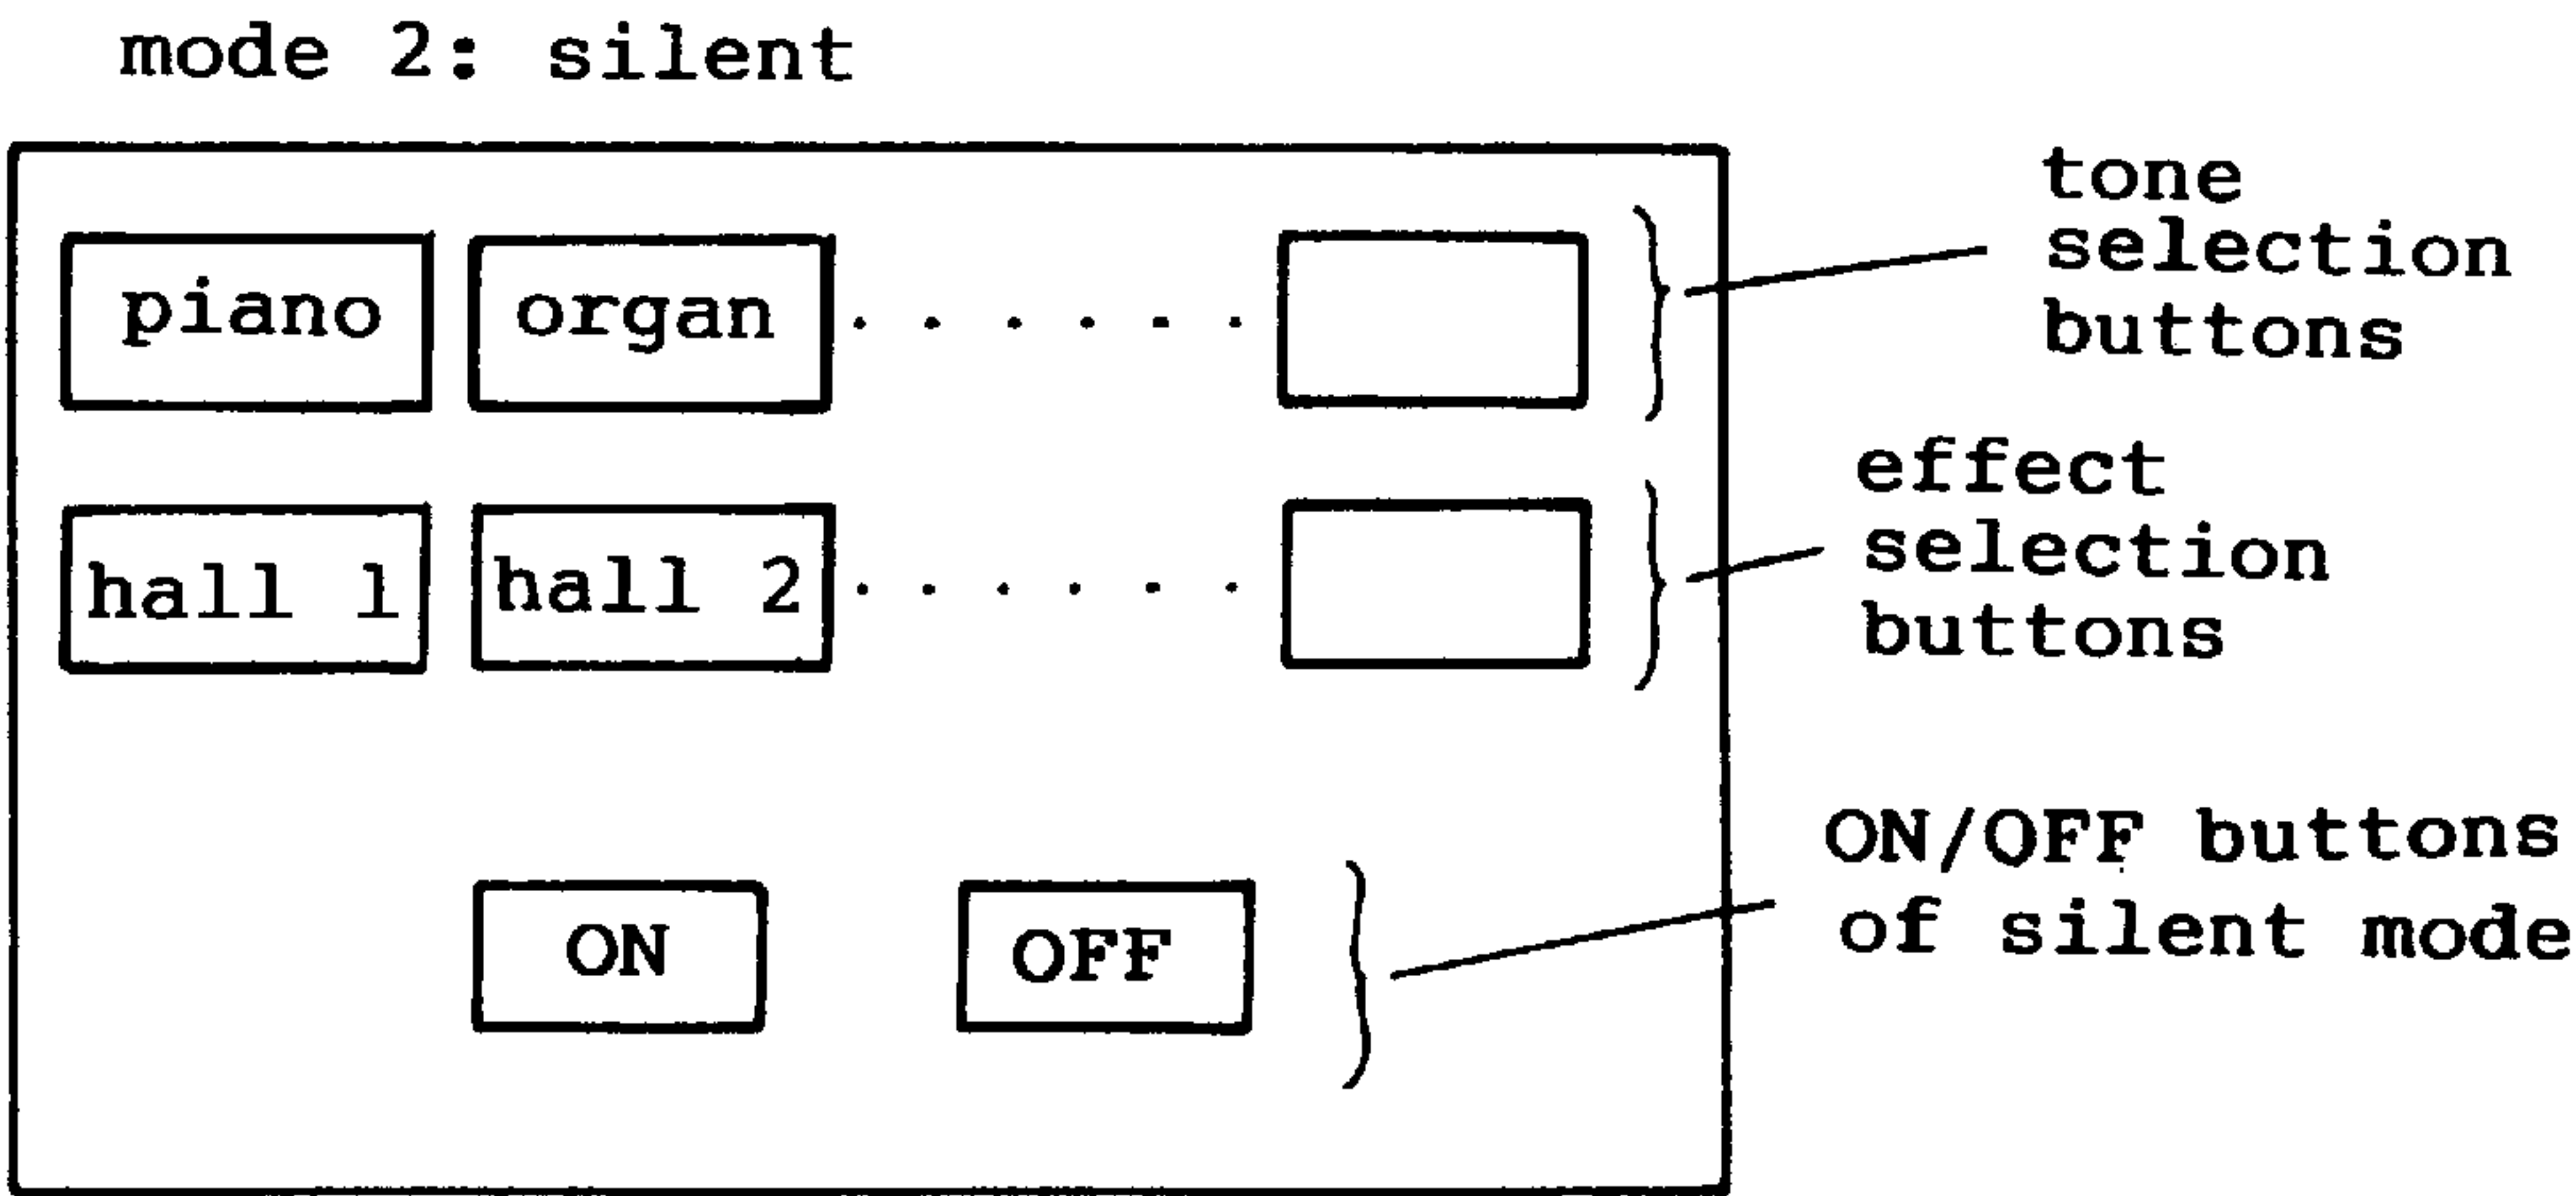 mode 2: silent
piano organ
tone
selection
buttons
hall 1 hall 2
effect
selection
buttons
ON OFF
ON/OFF buttons
of silent mode